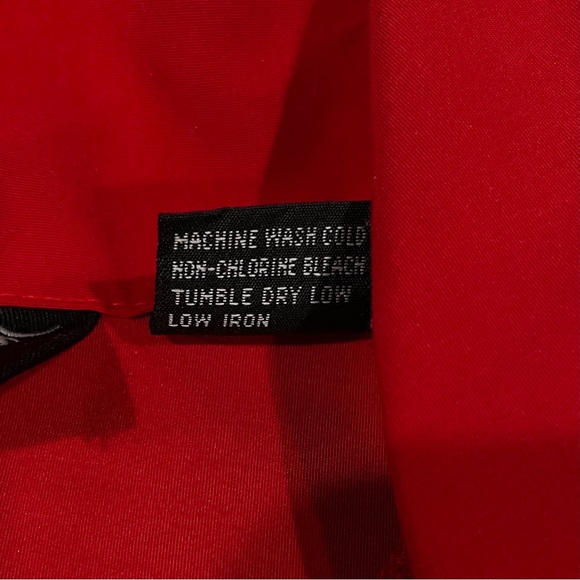 MACHINE WASH COLD
NON-CHLORINE BLEACH
TUMBLE DRY LOW
LOW IRON